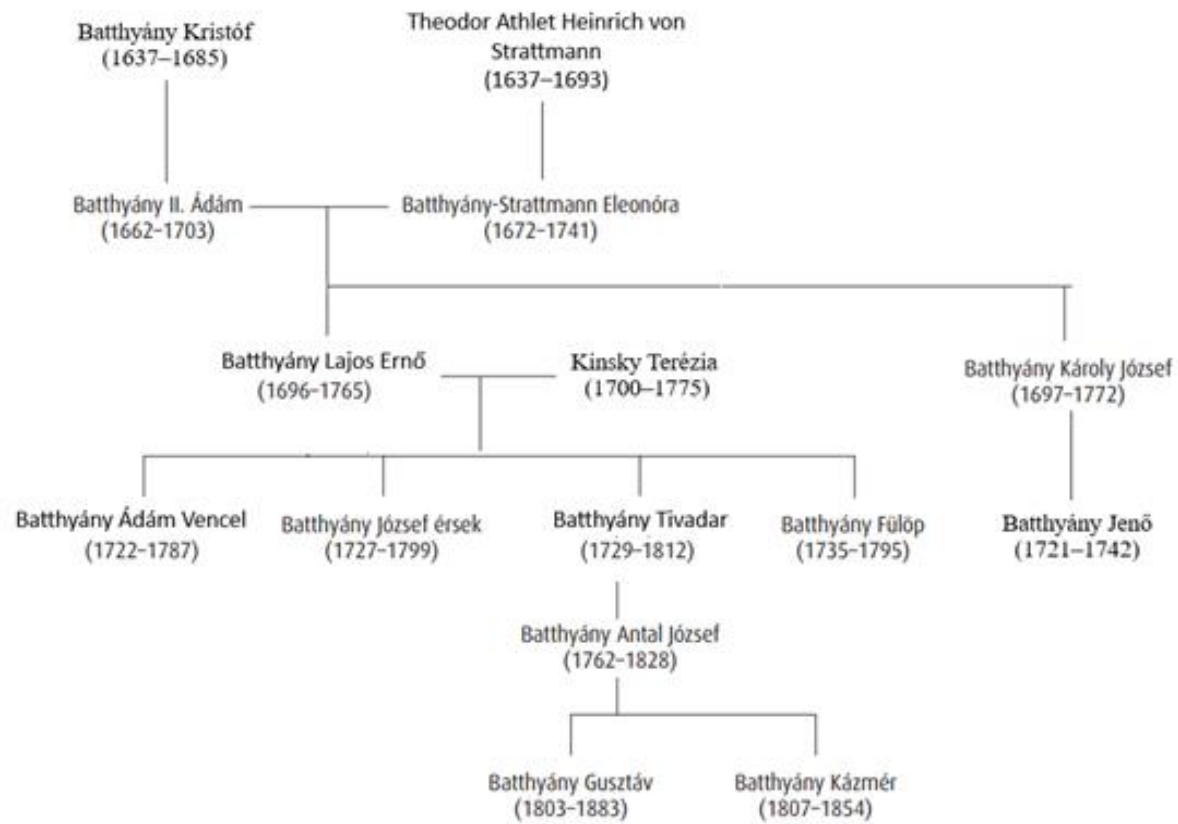 Batthyány Kristóf
(1637–1685)
Theodor Athlet Heinrich von
Strattmann
(1637–1693)
Batthyány II. Ádám
(1662–1703)
Batthyány-Strattmann Eleonóra
(1672–1741)
Batthyány Lajos Ernő
(1696–1765)
Kinsky Terézia
(1700–1775)
Batthyány Károly József
(1697–1772)
Batthyány Ádám Vencel
(1722–1787)
Batthyány József érsek
(1727–1799)
Batthyány Tivadar
(1729–1812)
Batthyány Fülöp
(1735–1795)
Batthyány Jenő
(1721–1742)
Batthyány Antal József
(1762–1828)
Batthyány Gusztáv
(1803–1883)
Batthyány Kázmér
(1807–1854)